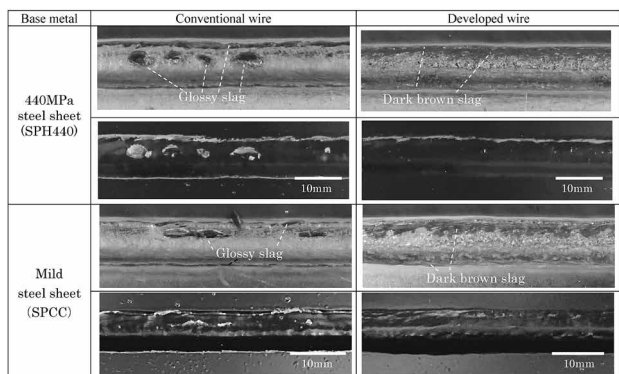 Base metal
Conventional wire
Developed wire
440MPa
steel sheet
(SPH440)
Glossy slag
Dark brown slag
10mm
10mm
Mild
steel sheet
(SPCC)
Glossy slag
Dark brown slag
10mm
10mm